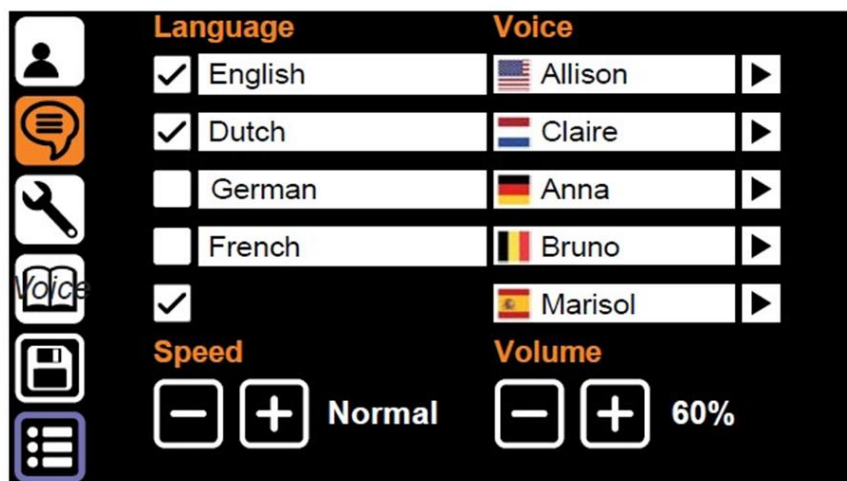 Language Voice
English Allison
Dutch Claire
German Anna
French Bruno
Voice
Marisol
Speed Volume
Normal 60%